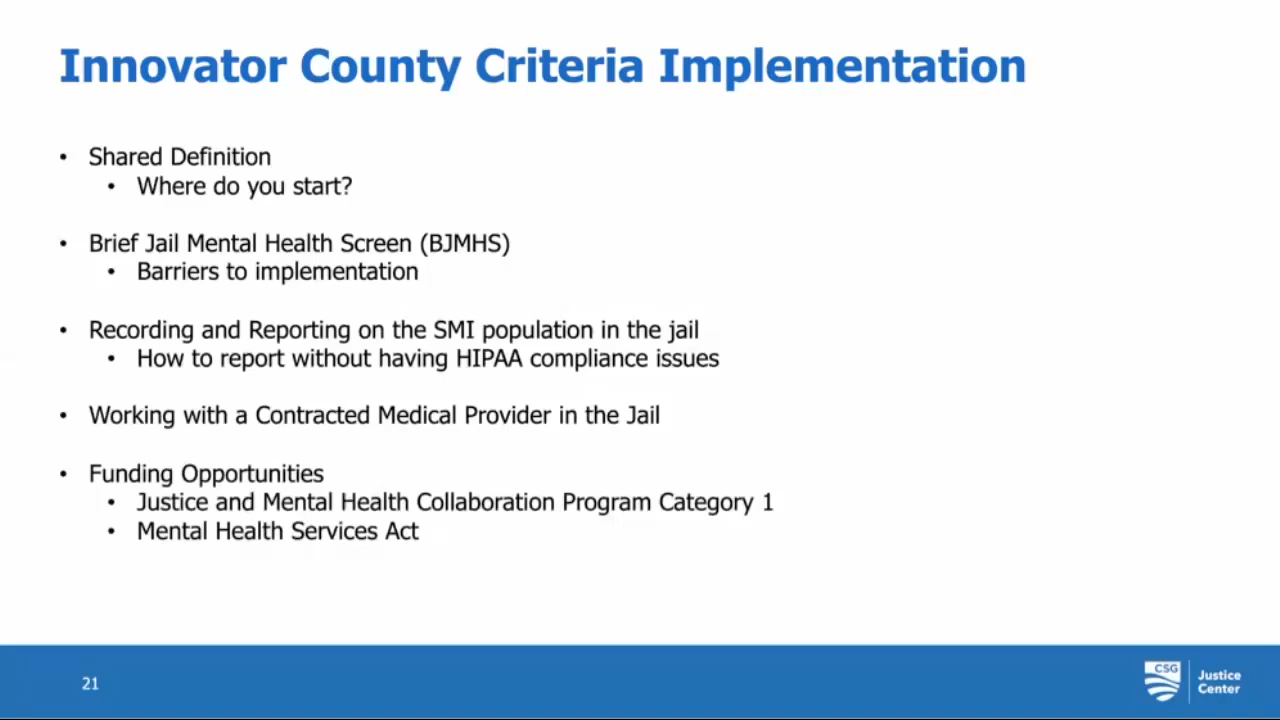 Innovator County Criteria Implementation
• Shared Definition
• Where do you start?
• Brief Jail Mental Health Screen (BJMHS)
• Barriers to implementation
• Recording and Reporting on the SMI population in the jail
• How to report without having HIPAA compliance issues
• Working with a Contracted Medical Provider in the Jail
• Funding Opportunities
• Justice and Mental Health Collaboration Program Category 1
• Mental Health Services Act
21
CSG
Justice
Center